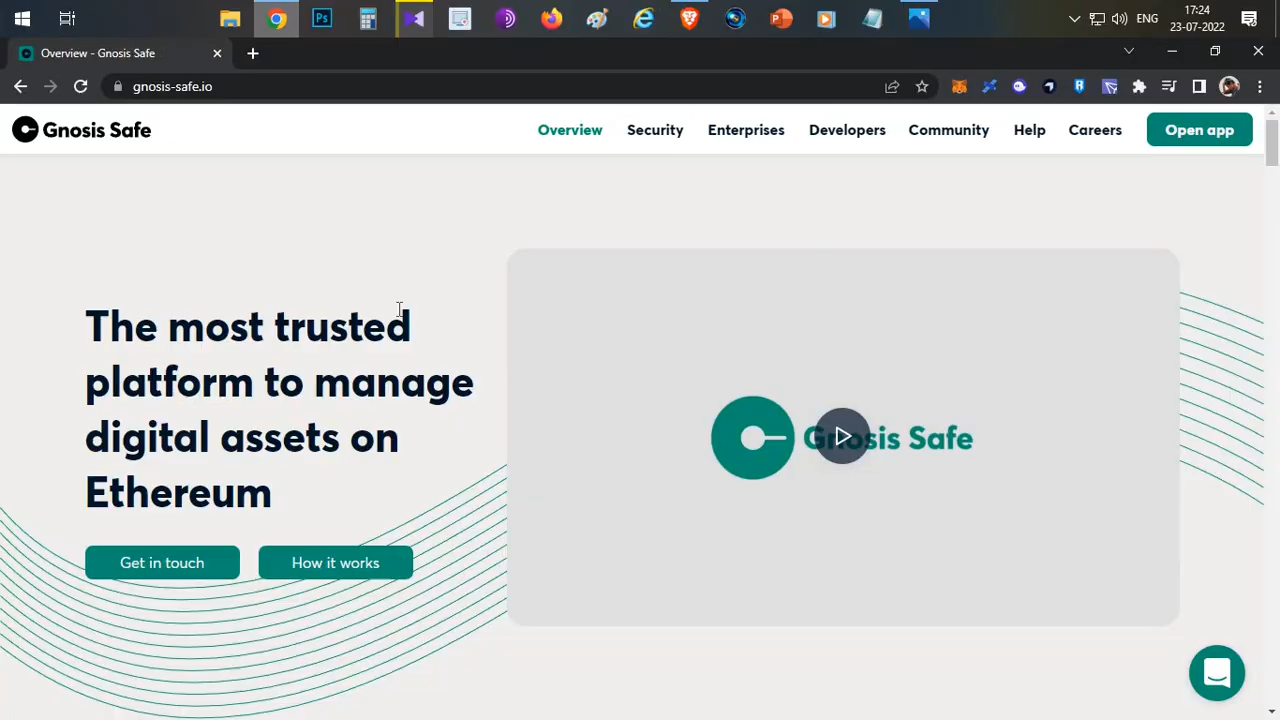 Ps
ENG
17:24
23-07-2022
Overview - Gnosis Safe
gnosis-safe.io
Gnosis Safe
Overview
Security
Enterprises
Developers
Community
Help
Careers
Open app
The most trusted
platform to manage
digital assets on
Ethereum
Gnosis Safe
Get in touch
How it works